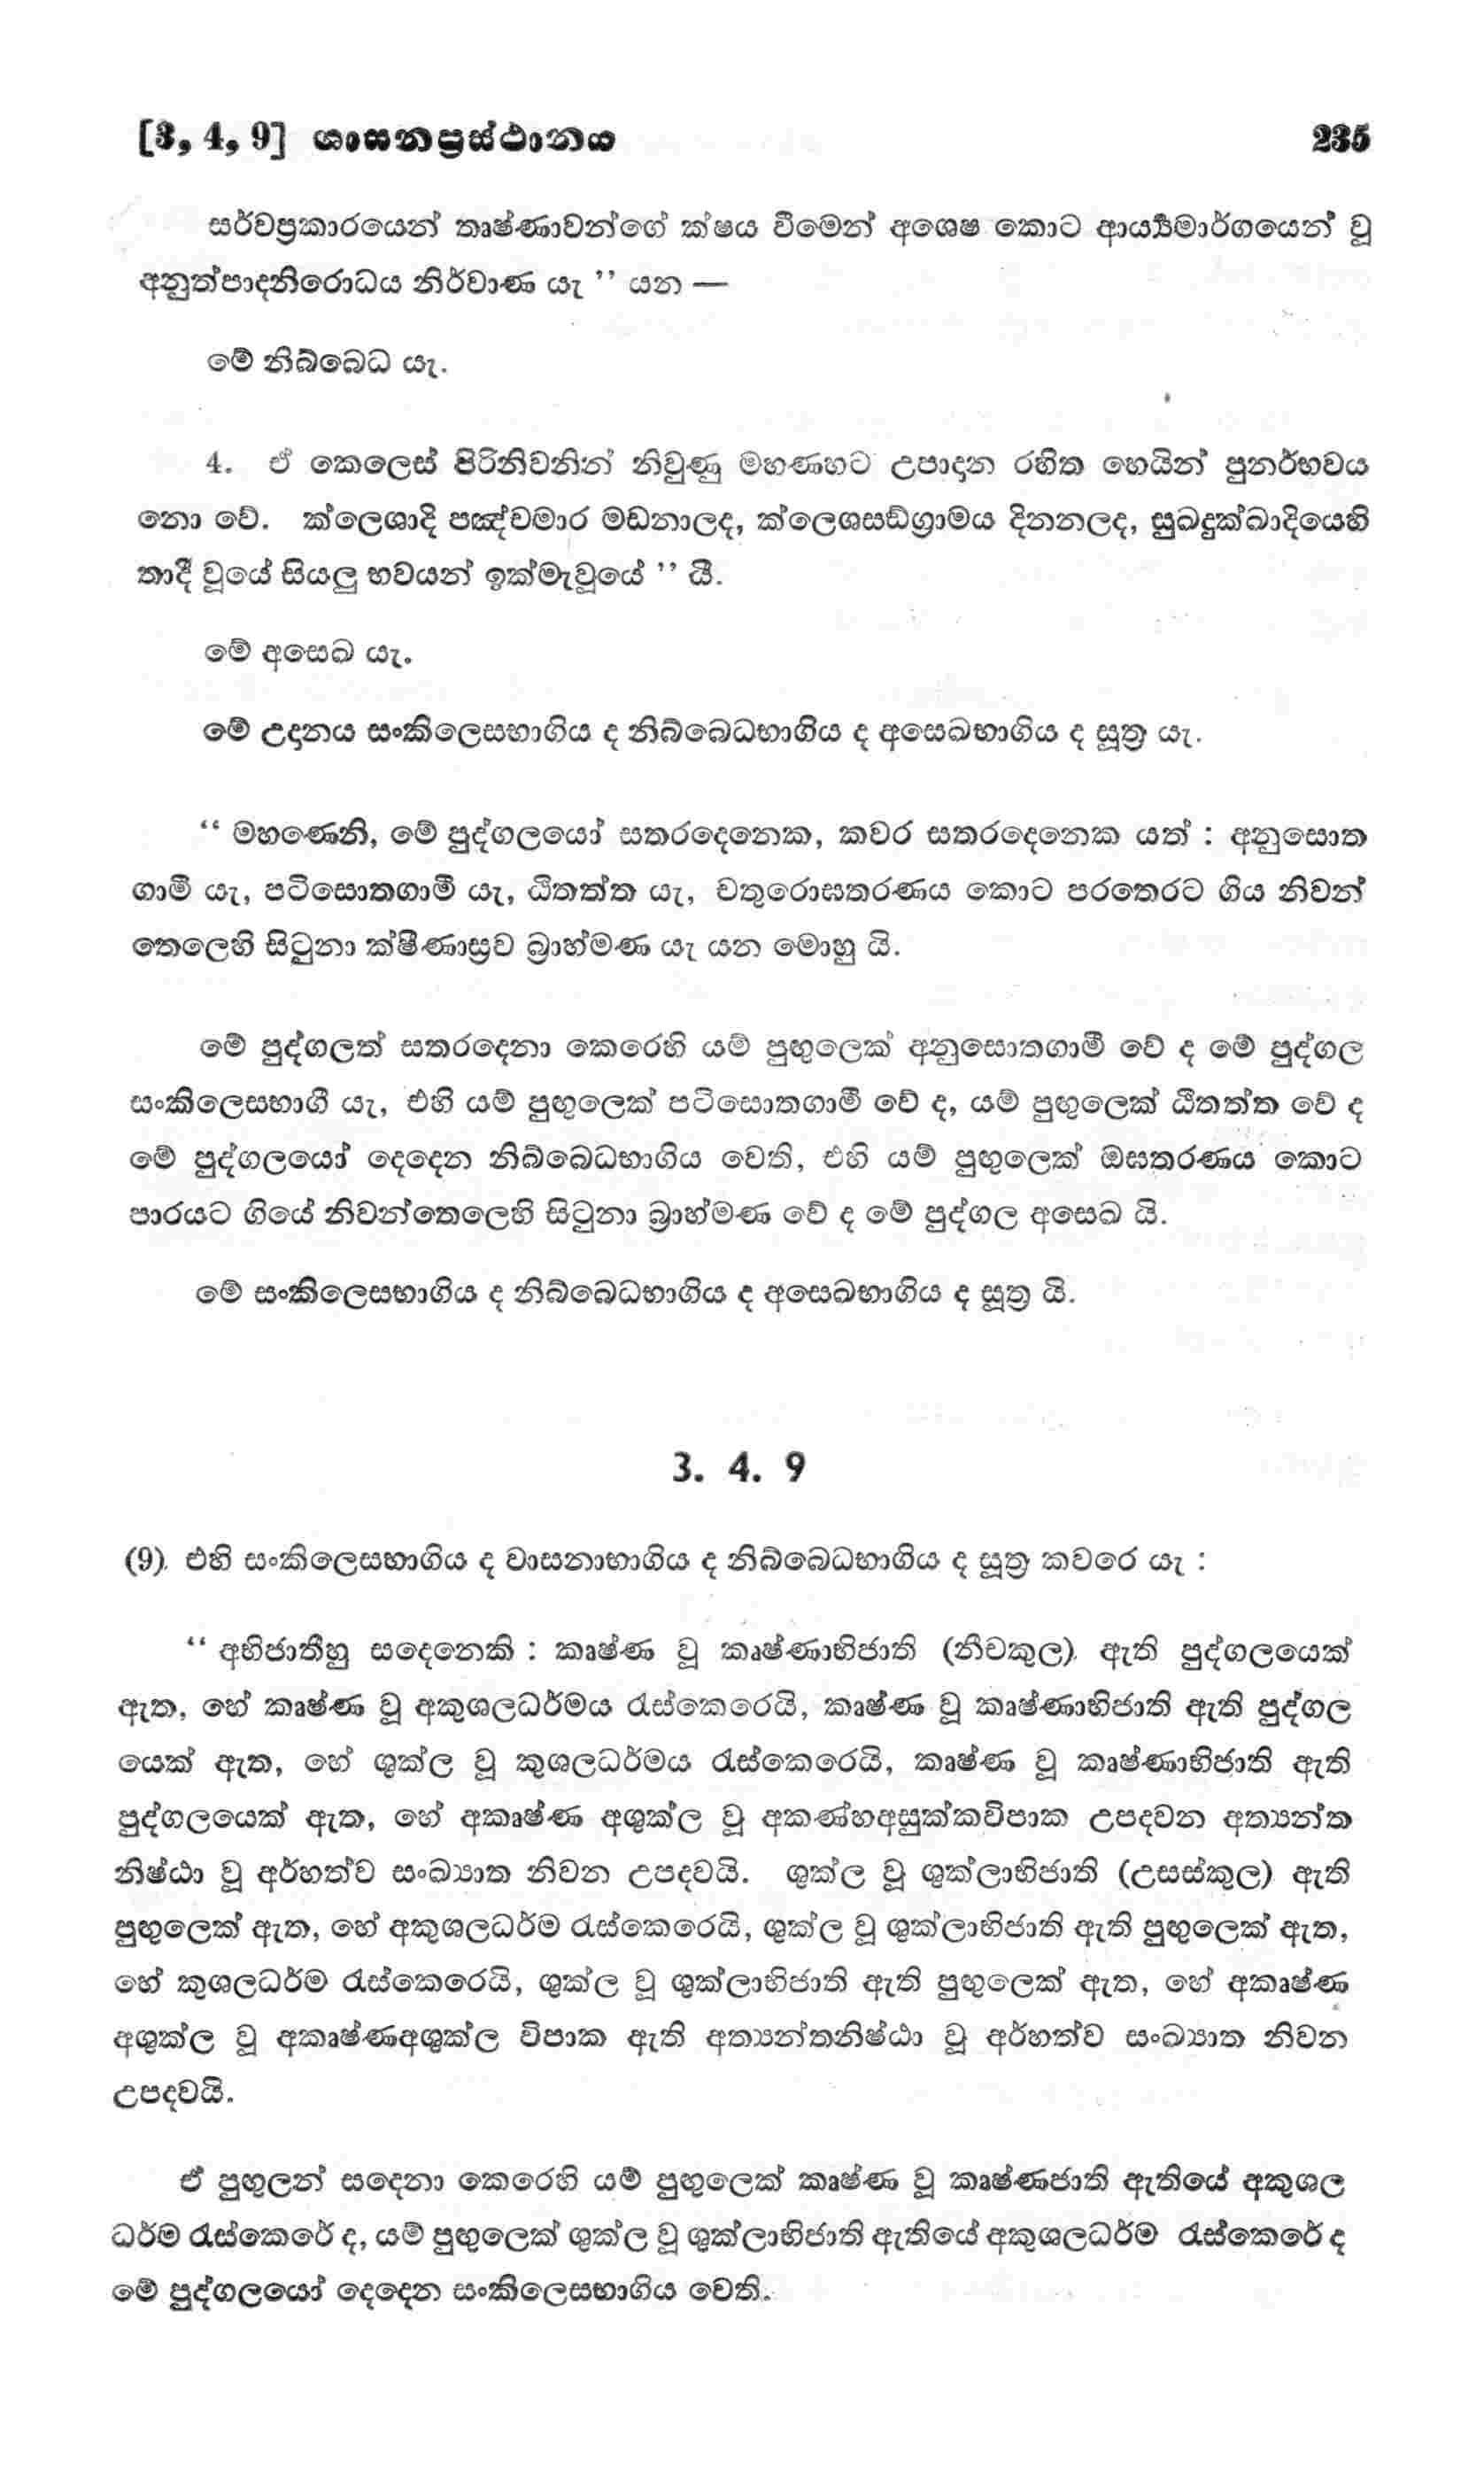 [3, 4, 9] ශාසනප්‍රස්ථානය 235
සර්වප්‍රකාරයෙන් තෘෂ්ණාවන්ගේ ක්ෂය වීමෙන් අශෙෂ කොට ආර්‍ය්‍යමාර්ගයෙන් වූ
අනුත්පාදනිරොධය නිර්වාණ යැ ’’ යන —
මේ නිබ්බෙධ යැ.
4. ඒ කෙලෙස් පිරිනිවනින් නිවුණු මහණහට උපාදාන රහිත හෙයින් පුනර්භවය
නො වේ. ක්ලෙශාදි පඤ්චමාර මඩනාලද, ක්ලෙශසඞ්ග්‍රාමය දිනනලද, සුඛදුක්ඛාදියෙහි
තාදී වූයේ සියලු භවයන් ඉක්මැවූයේ ’’ යී.
මේ අසෙඛ යැ.
මේ උදානය සංකිලෙසභාගිය ද නිබ්බෙධභාගිය ද අසෙඛභාගිය ද සූත්‍ර යැ.
‘‘ මහණෙනි, මේ පුද්ගලයෝ සතරදෙනෙක, කවර සතරදෙනෙක යත් : අනුසොත
ගාමී යැ, පටිසොතගාමී යැ, ඨිතත්ත යැ, චතුරොඝතරණය කොට පරතෙරට ගිය නිවන්
තෙලෙහි සිටුනා ක්ෂීණාස්‍රව බ්‍රාහ්මණ යැ යන මොහු යි.
මේ පුද්ගලත් සතරදෙනා කෙරෙහි යම් පුඟුලෙක් අනුසොතගාමී වේ ද මේ පුද්ගල
සංකිලෙසභාගී යැ, එහි යම් පුඟුලෙක් පටිසොතගාමී වේ ද, යම් පුඟුලෙක් ඨිතත්ත වේ ද
මේ පුද්ගලයෝ දෙදෙන නිබ්බෙධභාගිය වෙති, එහි යම් පුඟුලෙක් ඔඝතරණය කොට
පාරයට ගියේ නිවන්තෙලෙහි සිටුනා බ්‍රාහ්මණ වේ ද මේ පුද්ගල අසෙඛ යි.
මේ සංකිලෙසභාගිය ද නිබ්බෙධභාගිය ද අසෙඛභාගිය ද සූත්‍ර යි.
3. 4. 9
(9). එහි සංකිලෙසභාගිය ද වාසනාභාගිය ද නිබ්බෙධභාගිය ද සූත්‍ර කවරෙ යැ :
‘‘ අභිජාතීහු සදෙනෙකි : කෘෂ්ණ වූ කෘෂ්ණාභිජාති (නීචකුල). ඇති පුද්ගලයෙක්
ඇත, හේ කෘෂ්ණ වූ අකුශලධර්මය රැස්කෙරෙයි, කෘෂ්ණ වූ කෘෂ්ණාභිජාති ඇති පුද්ගල
යෙක් ඇත, හේ ශුක්ල වූ කුශලධර්මය රැස්කෙරෙයි, කෘෂ්ණ වූ කෘෂ්ණාභිජාති ඇති
පුද්ගලයෙක් ඇත, හේ අකෘෂ්ණ අශුක්ල වූ අකණ්හඅසුක්කවිපාක උපදවන අත්‍යන්ත
නිෂ්ඨා වූ අර්හත්ව සංඛ්‍යාත නිවන උපදවයි. ශුක්ල වූ ශුක්ලාභිජාති (උසස්කුල) ඇති
පුඟුලෙක් ඇත, හේ අකුශලධර්ම රැස්කෙරෙයි, ශුක්ල වූ ශුක්ලාභිජාති ඇති පුඟුලෙක් ඇත,
හේ කුශලධර්ම රැස්කෙරෙයි, ශුක්ල වූ ශුක්ලාභිජාති ඇති පුඟුලෙක් ඇත, හේ අකෘෂ්ණ
අශුක්ල වූ අකෘෂ්ණඅශුක්ල විපාක ඇති අත්‍යන්තනිෂ්ඨා වූ අර්හත්ව සංඛ්‍යාත නිවන
උපදවයි.
ඒ පුඟුලන් සදෙනා කෙරෙහි යම් පුඟුලෙක් කෘෂ්ණ වූ කෘෂ්ණජාති ඇතියේ අකුශල
ධර්ම රැස්කෙරේ ද, යම් පුඟුලෙක් ශුක්ල වූ ශුක්ලාභිජාති ඇතියේ අකුශලධර්ම රැස්කෙරේ ද
මේ පුද්ගලයෝ දෙදෙන සංකිලෙසභාගිය වෙති.